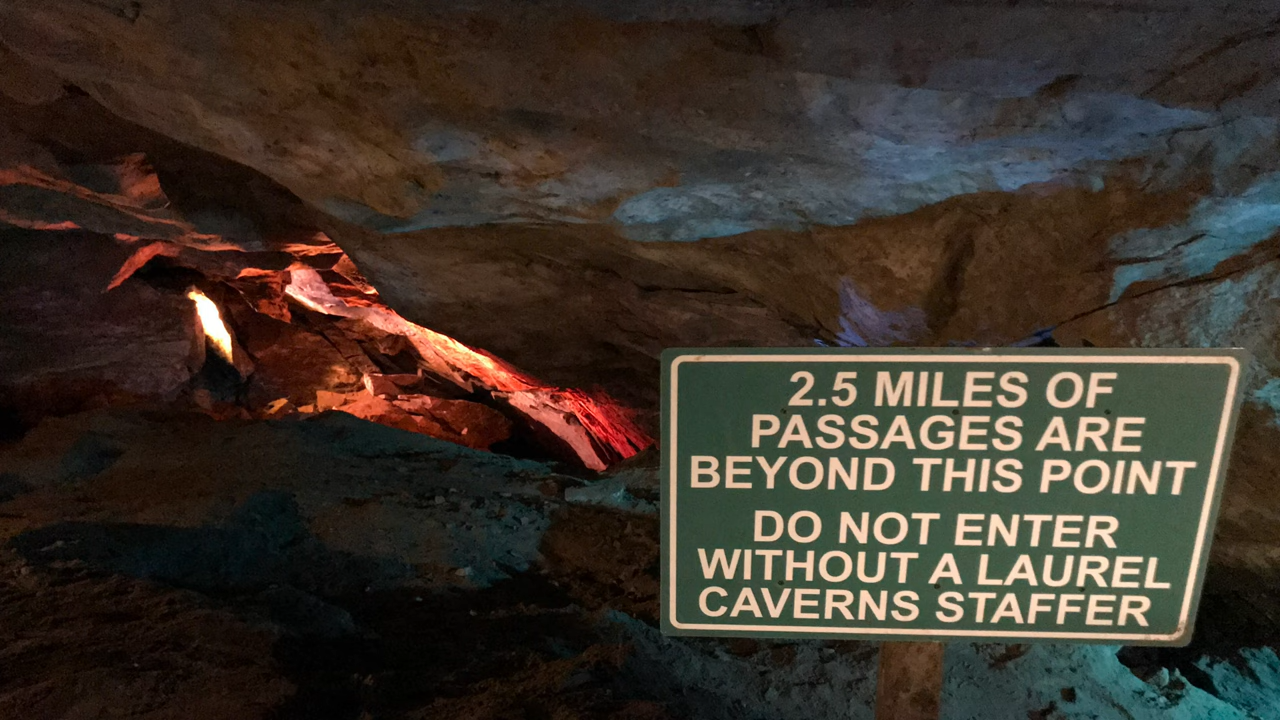 2.5 MILES OF
PASSAGES ARE
BEYOND THIS POINT
DO NOT ENTER
WITHOUT A LAUREL
CAVERNS STAFFER